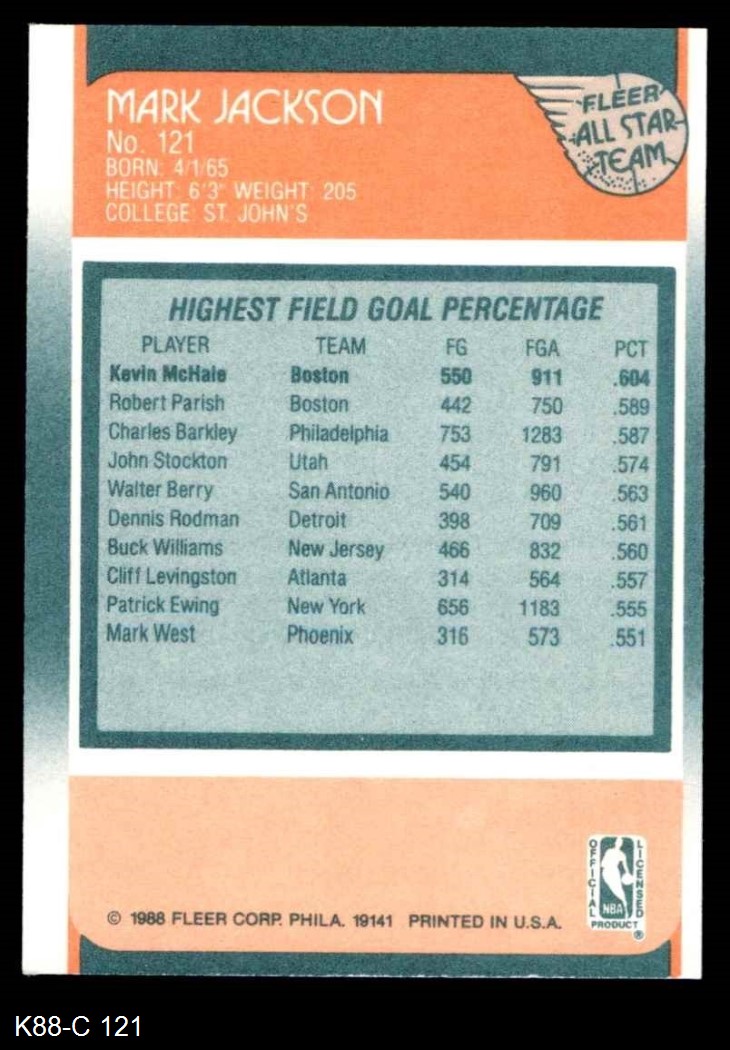 MARK JACKSON
No. 121
BORN: 4/1/65
HEIGHT: 6'3" WEIGHT: 205
COLLEGE: ST. JOHN'S
FLEER
ALL STAR
TEAM
HIGHEST FIELD GOAL PERCENTAGE
PLAYER TEAM FG FGA PCT
Kevin McHale Boston 550 911 .604
Robert Parish Boston 442 750 .589
Charles Barkley Philadelphia 753 1283 .587
John Stockton Utah 454 791 .574
Walter Berry San Antonio 540 960 .563
Dennis Rodman Detroit 398 709 .561
Buck Williams New Jersey 466 832 .560
Cliff Levingston Atlanta 314 564 .557
Patrick Ewing New York 656 1183 .555
Mark West Phoenix 316 573 .551
OFFICIAL LICENSED
NBA
PRODUCT
®
© 1988 FLEER CORP. PHILA. 19141 PRINTED IN U.S.A.
K88-C 121